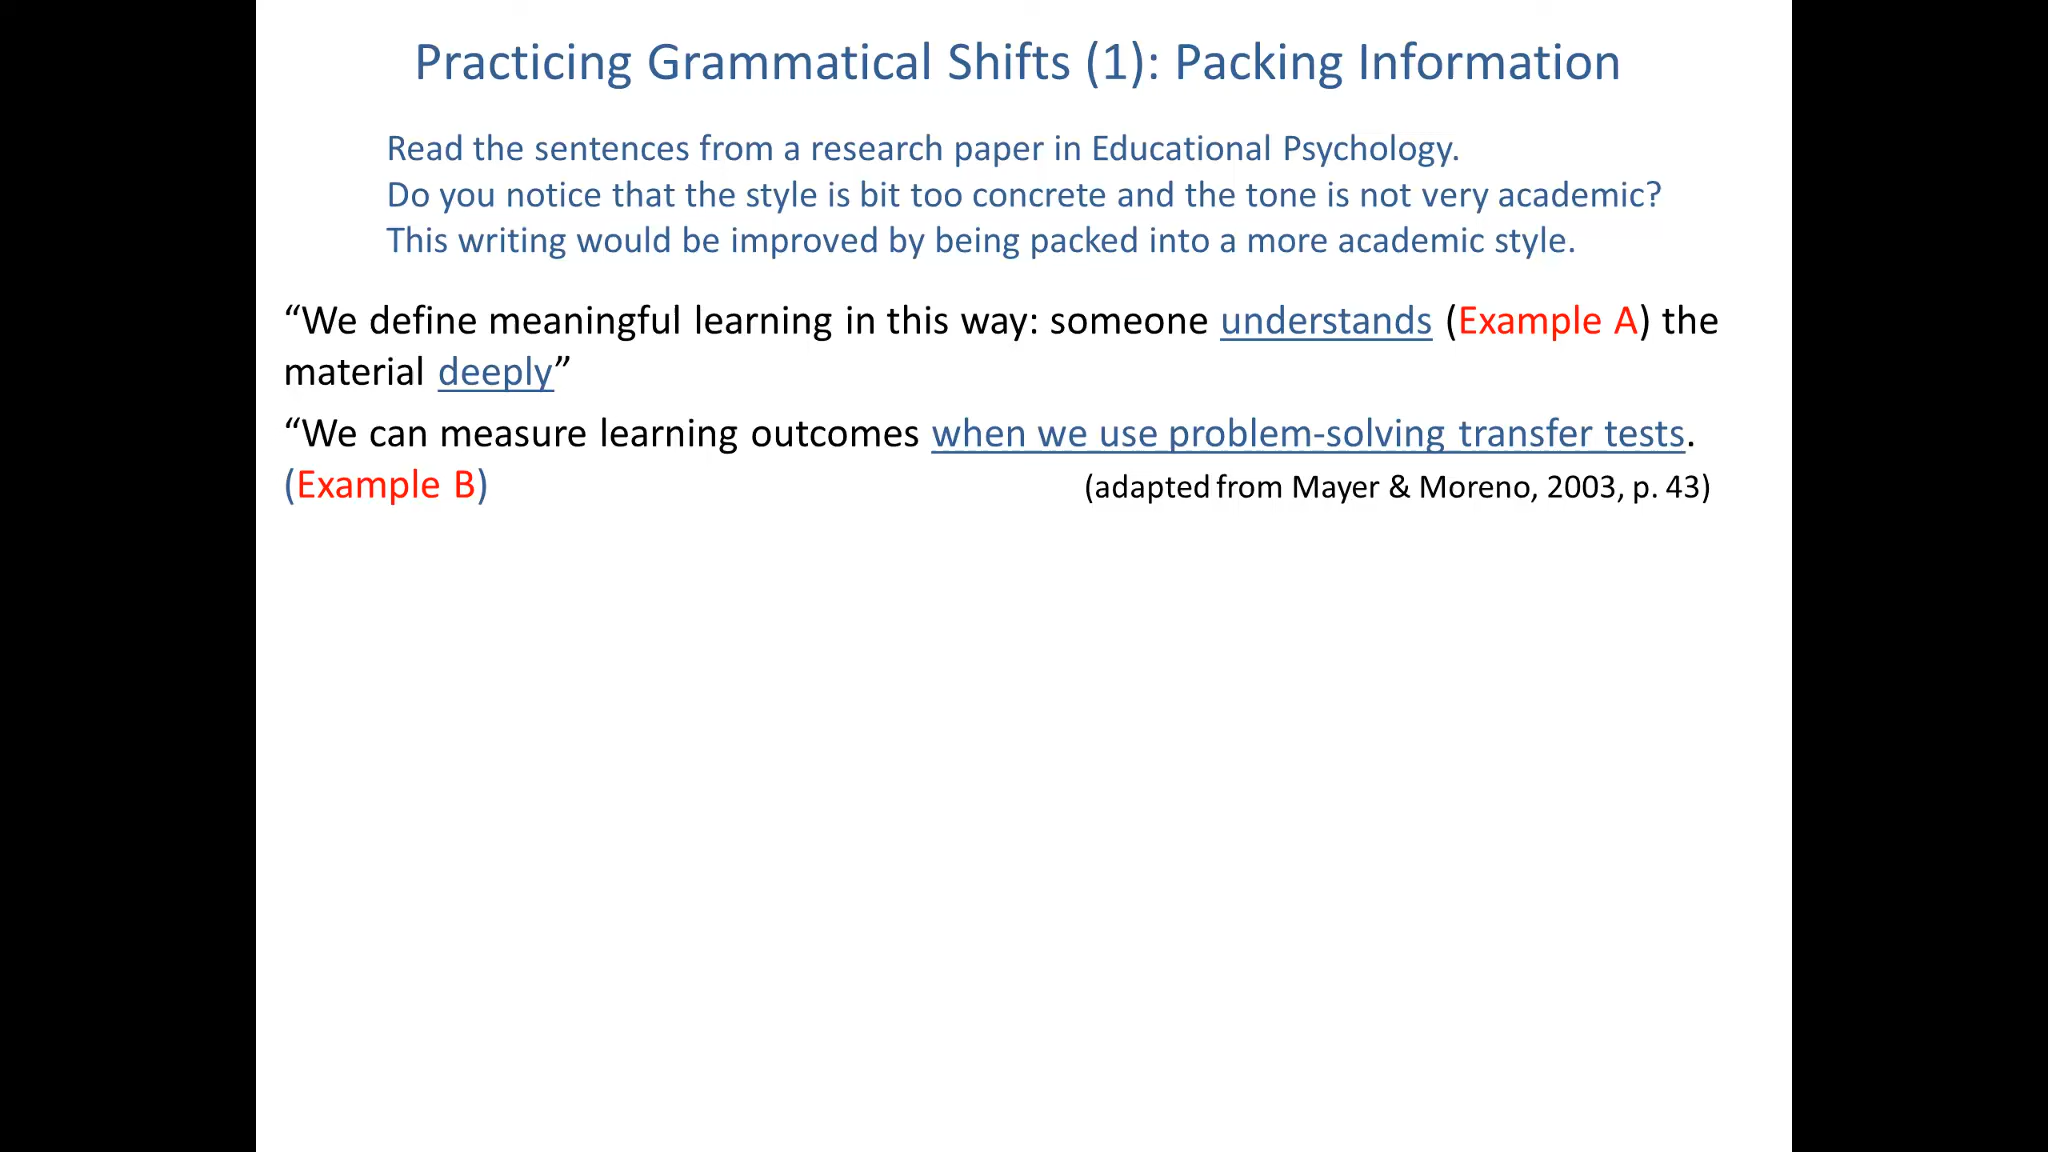 Practicing Grammatical Shifts (1): Packing Information
Read the sentences from a research paper in Educational Psychology.
Do you notice that the style is bit too concrete and the tone is not very academic?
This writing would be improved by being packed into a more academic style.
“We define meaningful learning in this way: someone understands (Example A) the
material deeply”
“We can measure learning outcomes when we use problem-solving transfer tests.
(Example B) (adapted from Mayer & Moreno, 2003, p. 43)